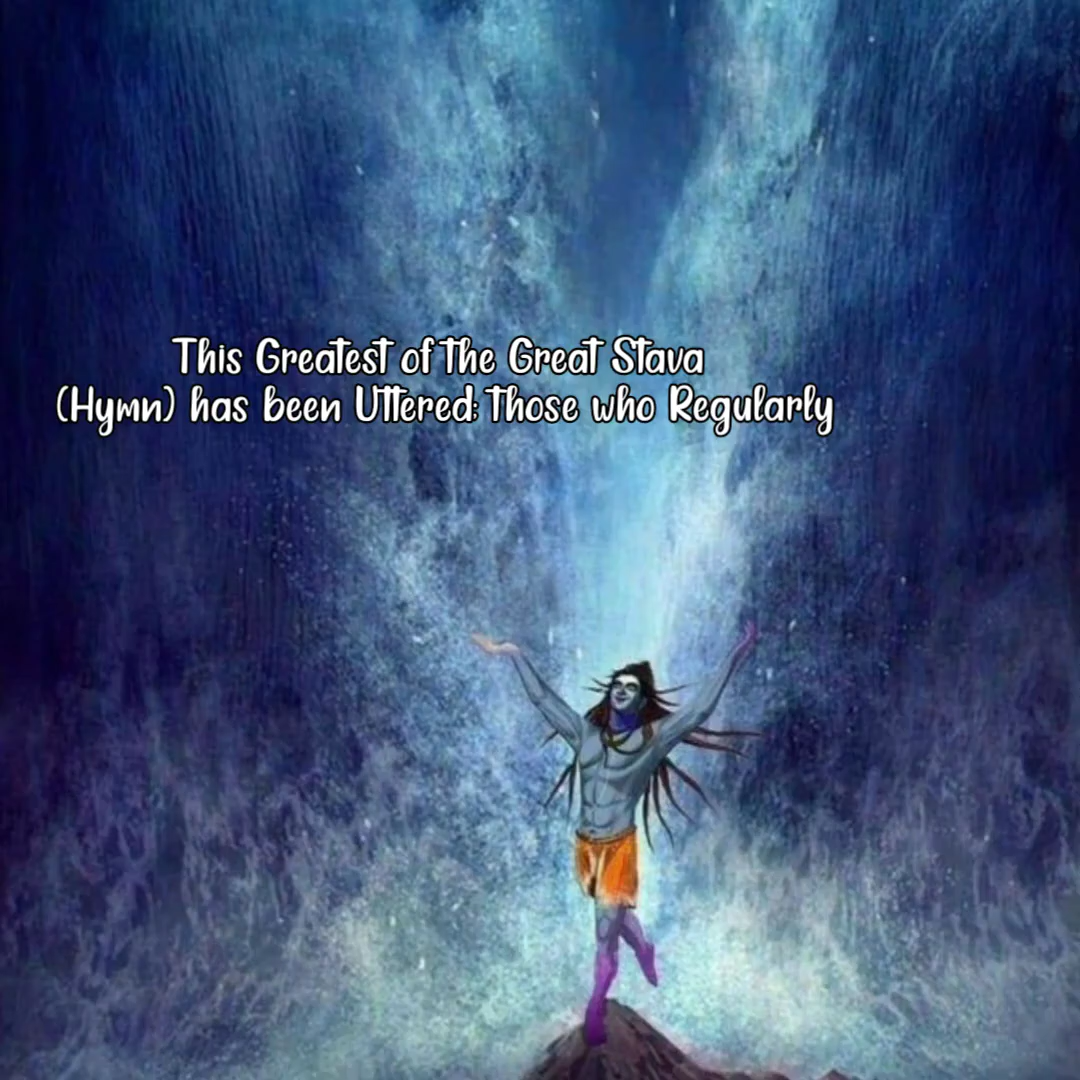 This Greatest of the Great Stava
(Hymn) has been Uttered; Those who Regularly